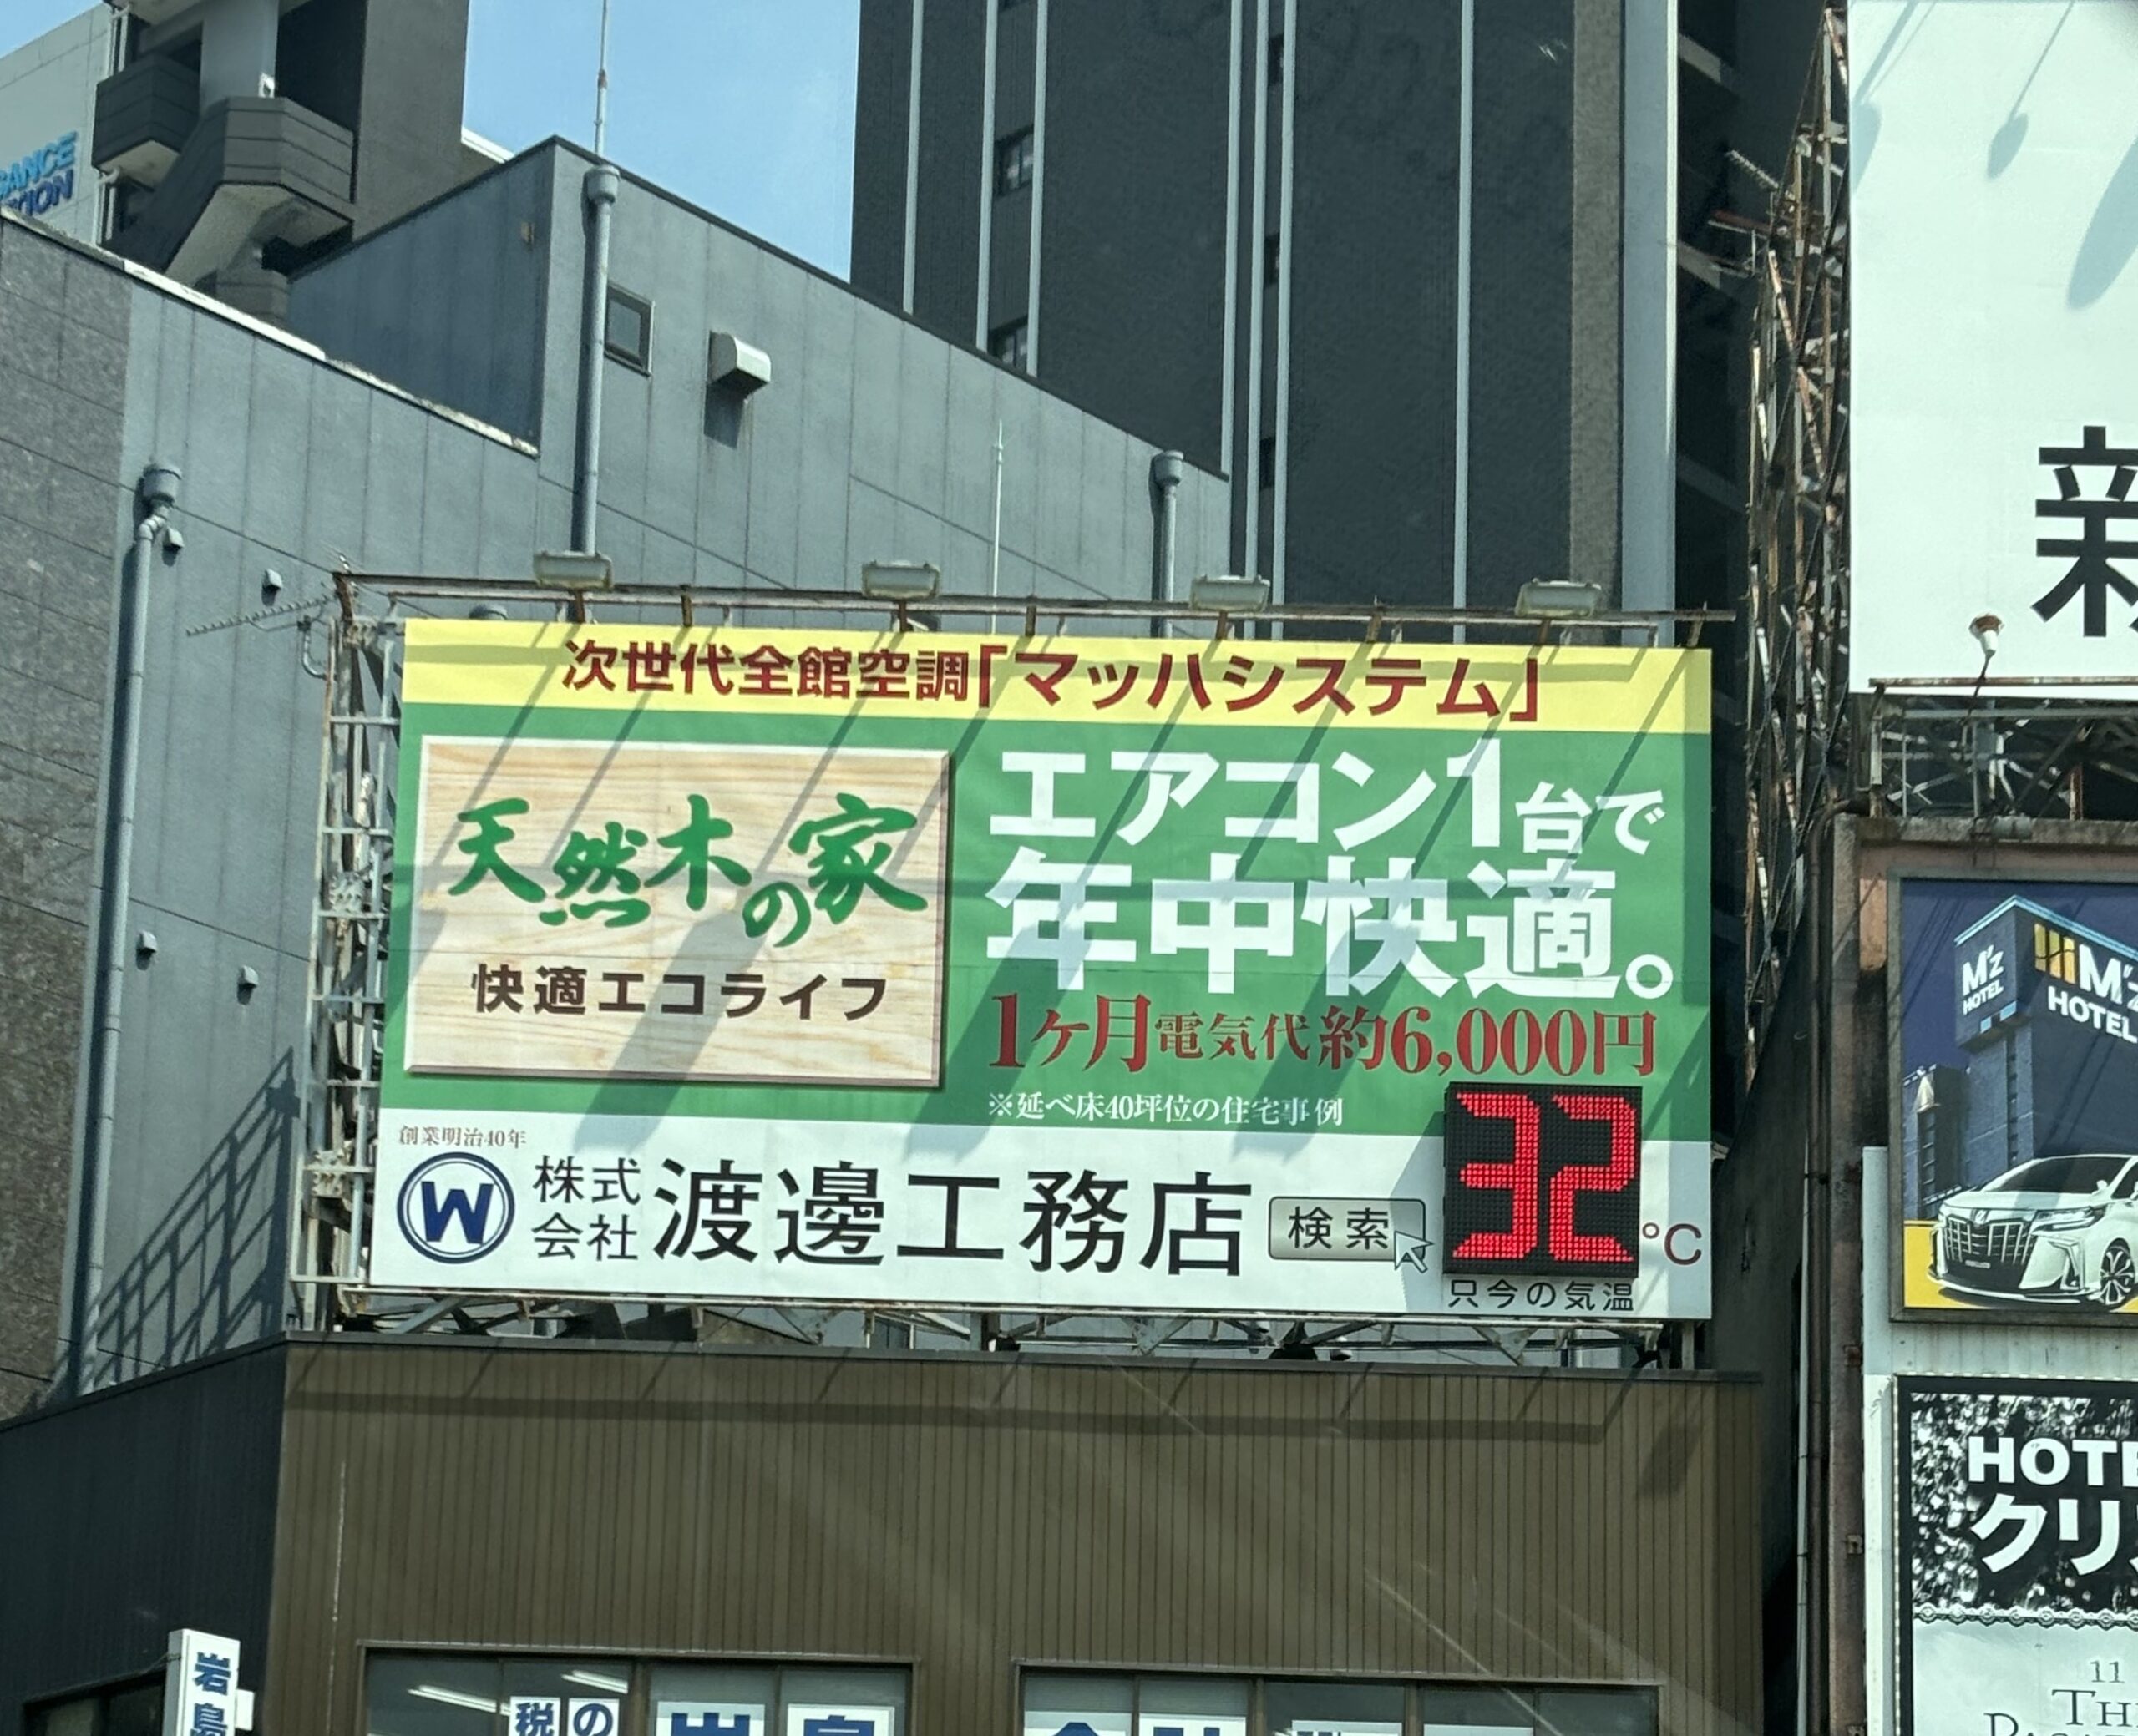 次世代全館空調「マッハシステム」
天然木の家
快適エコライフ
エアコン1台で
年中快適。
1ヶ月電気代約6,000円
※延べ床40坪位の住宅事例
創業明治40年
W
株式会社
渡邊工務店
検索
32
℃
只今の気温
新
M'z
HOTEL
M'z
HOTEL
HOTE
クリ
11
TH
岩島
税の